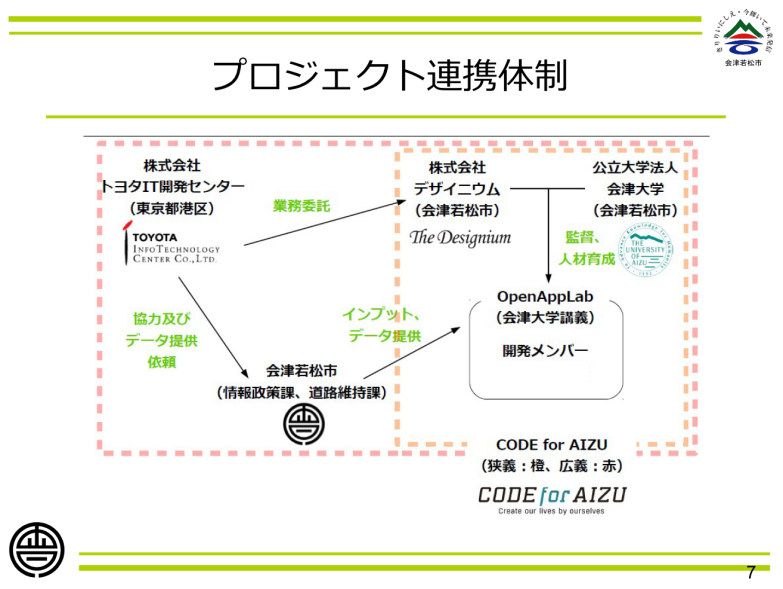 会津若松市
プロジェクト連携体制
株式会社
トヨタIT開発センター
（東京都港区）
TOYOTA
INFOTECHNOLOGY
CENTER CO.,LTD.
業務委託
株式会社
デザイニウム
（会津若松市）
The Designium
公立大学法人
会津大学
（会津若松市）
監督、
人材育成
THE
UNIVERSITY
OF
AIZU
OpenAppLab
（会津大学講義）
開発メンバー
協力及び
データ提供
依頼
インプット、
データ提供
会津若松市
（情報政策課、道路維持課）
CODE for AIZU
（狭義：橙、広義：赤）
CODE for AIZU
Create our lives by ourselves
7